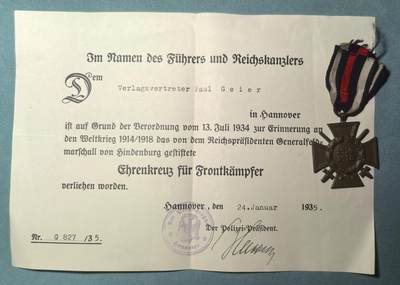 Im Namen des Führers und Reichskanzlers
Dem
Verlagsvertreter Paul Geier
in Hannover
ist auf Grund der Verordnung vom 13. Juli 1934 zur Erinnerung an
den Weltkrieg 1914/1918 das von dem Reichspräsidenten Generalfeld-
marschall von Hindenburg gestiftete
Ehrenkreuz für Frontkämpfer
verliehen worden.
Hannover, den 24. Januar 1935.
Der Polizei-Präsident.
Nr. G 827 /35.